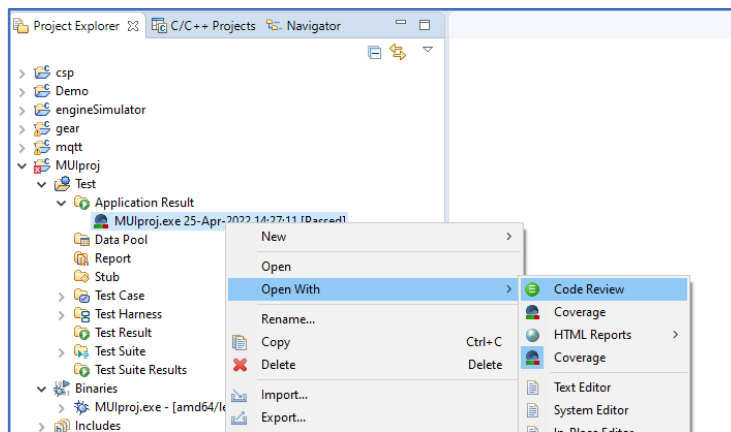 Project Explorer C/C++ Projects Navigator
csp
Demo
engineSimulator
gear
mqtt
MUIproj
Test
Application Result
MUIproj.exe 25-Apr-2022 14:27:11 [Passed]
Data Pool
Report
Stub
Test Case
Test Harness
Test Result
Test Suite
Test Suite Results
Binaries
MUIproj.exe - [amd64/le
Includes
New
Open
Open With
Rename...
Copy Ctrl+C
Delete Delete
Import...
Export...
Code Review
Coverage
HTML Reports
Coverage
Text Editor
System Editor
In-Place Editor